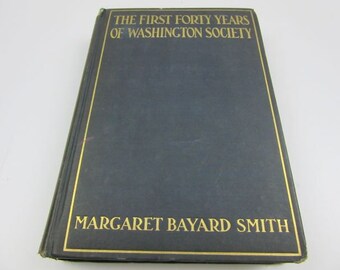 THE FIRST FORTY YEARS
OF WASHINGTON SOCIETY
MARGARET BAYARD SMITH